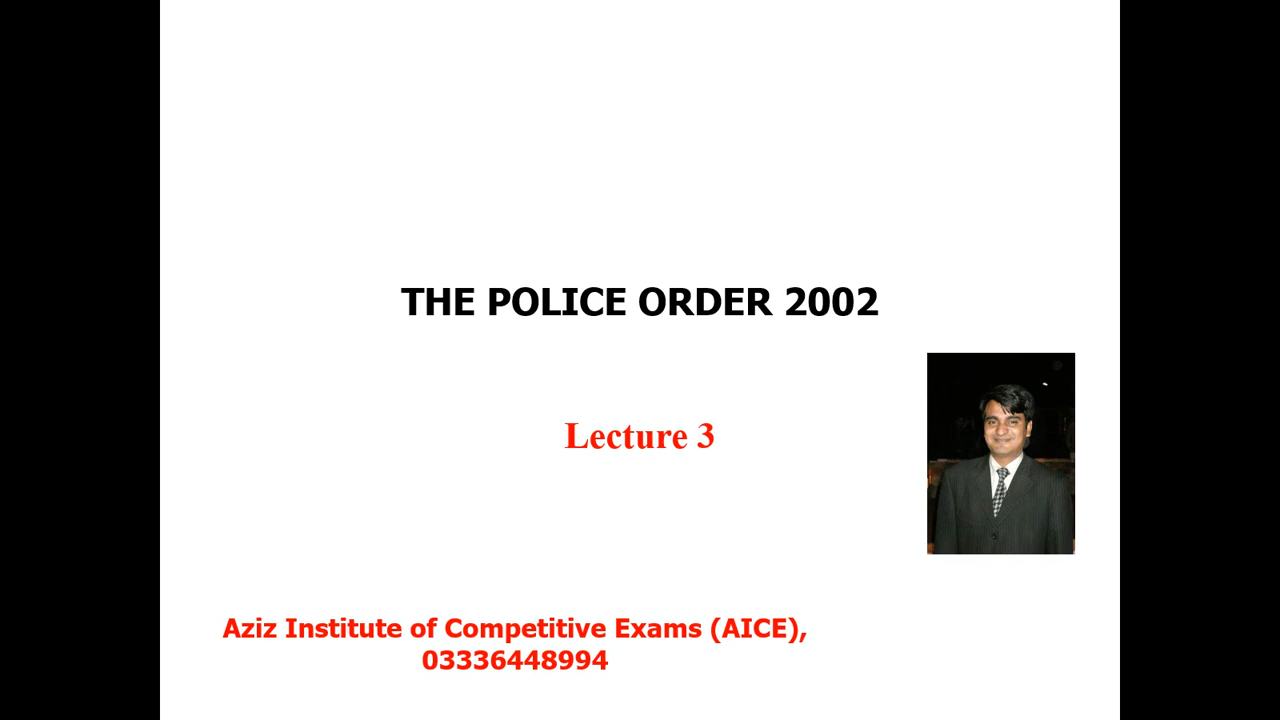 THE POLICE ORDER 2002
Lecture 3
Aziz Institute of Competitive Exams (AICE),
03336448994